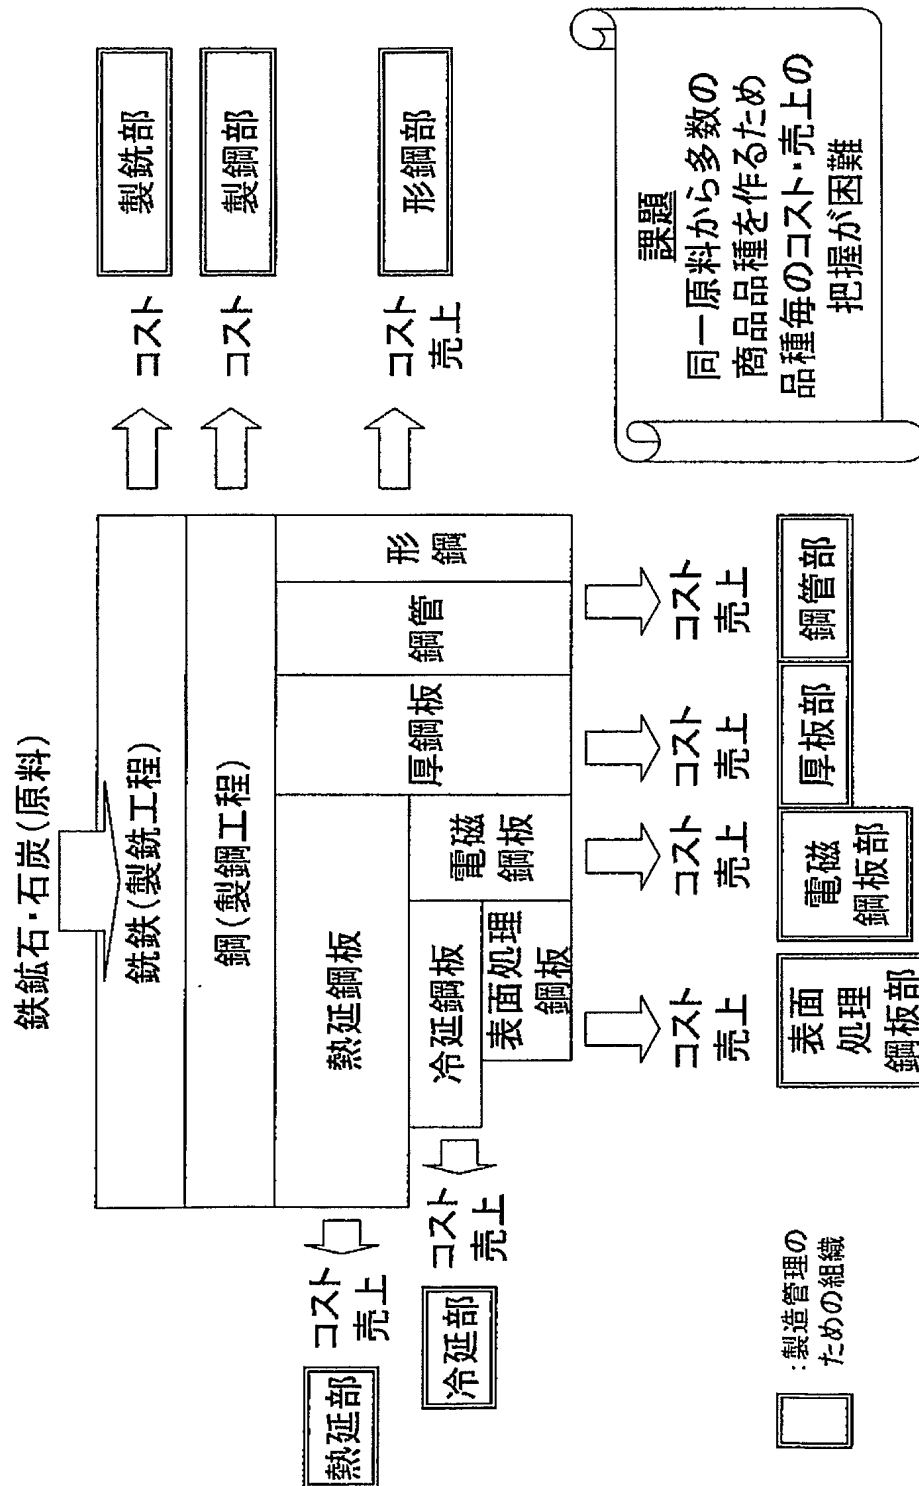 鉄鉱石・石炭(原料)
銑鉄(製銑工程)
鋼(製鋼工程)
熱延鋼板
厚鋼板
鋼管
形
鋼
冷延鋼板
電磁
鋼板
表面処理
鋼板
コスト
製銑部
コスト
製鋼部
コスト
売上
形鋼部
コスト
売上
熱延部
コスト
売上
冷延部
コスト
売上
表面
処理
鋼板部
コスト
売上
電磁
鋼板部
コスト
売上
厚板部
コスト
売上
鋼管部
課題
同一原料から多数の
商品品種を作るため
品種毎のコスト・売上の
把握が困難
:製造管理の
ための組織